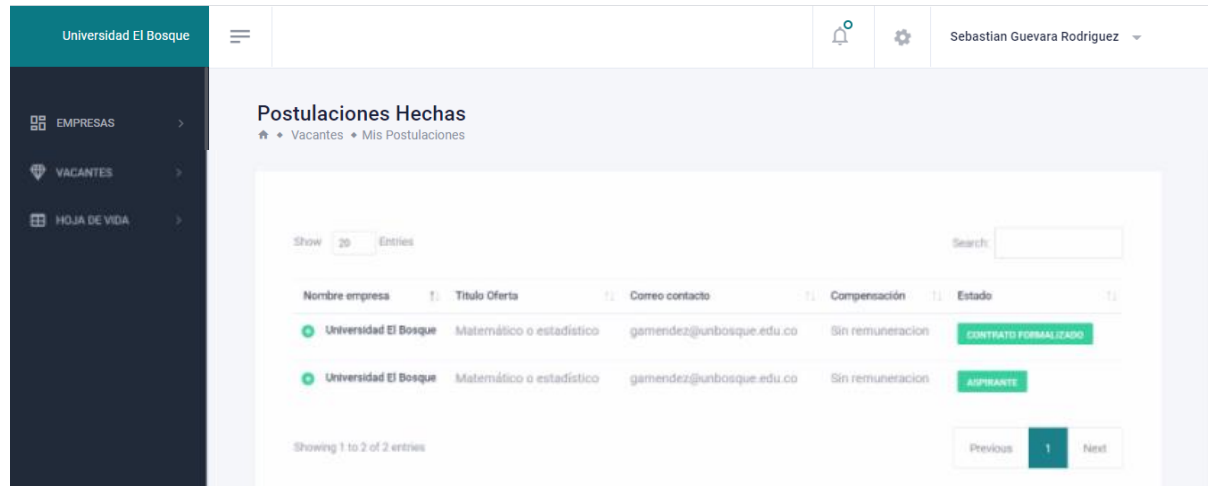 Universidad El Bosque
Sebastian Guevara Rodriguez
EMPRESAS
VACANTES
HOJA DE VIDA
Postulaciones Hechas
Vacantes Mis Postulaciones
Show 20 Entries Search:
Nombre empresa Titulo Oferta Correo contacto Compensación Estado
Universidad El Bosque Matemático o estadístico gamendez@unbosque.edu.co Sin remuneracion CONTRATO FORMALIZADO
Universidad El Bosque Matemático o estadístico gamendez@unbosque.edu.co Sin remuneracion ASPIRANTE
Showing 1 to 2 of 2 entries Previous 1 Next